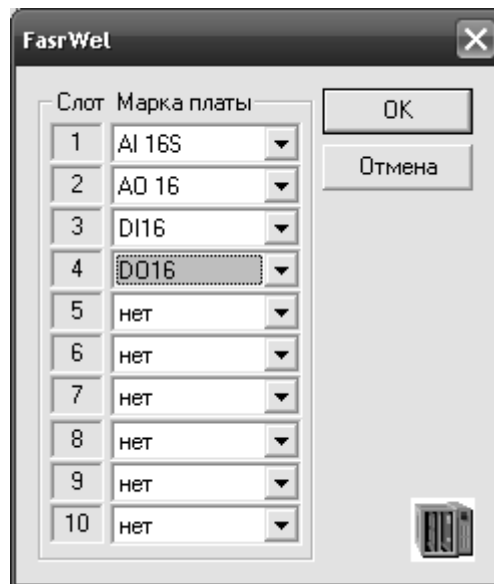 FasrWel
Слот Марка платы
OK
1 AI 16S
Отмена
2 AO 16
3 DI16
4 DO16
5 нет
6 нет
7 нет
8 нет
9 нет
10 нет